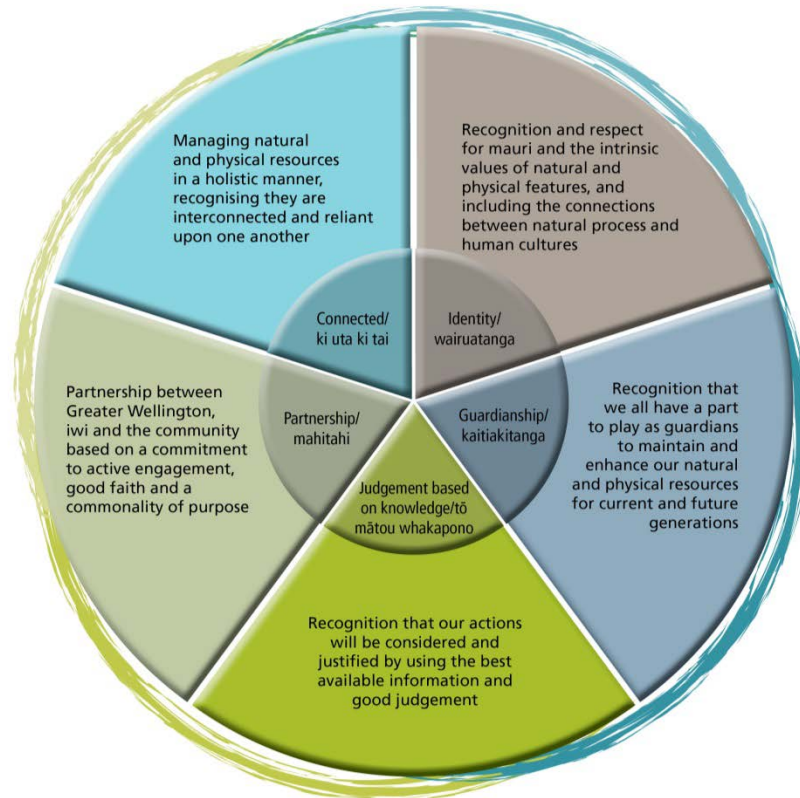 Managing natural
and physical resources
in a holistic manner,
recognising they are
interconnected and reliant
upon one another
Recognition and respect
for mauri and the intrinsic
values of natural and
physical features, and
including the connections
between natural process and
human cultures
Connected/
ki uta ki tai
Identity/
wairuatanga
Partnership between
Greater Wellington,
iwi and the community
based on a commitment
to active engagement,
good faith and a
commonality of purpose
Partnership/
mahitahi
Guardianship/
kaitiakitanga
Recognition that
we all have a part
to play as guardians
to maintain and
enhance our natural
and physical resources
for current and future
generations
Judgement based
on knowledge/tō
mātou whakapono
Recognition that our actions
will be considered and
justified by using the best
available information and
good judgement